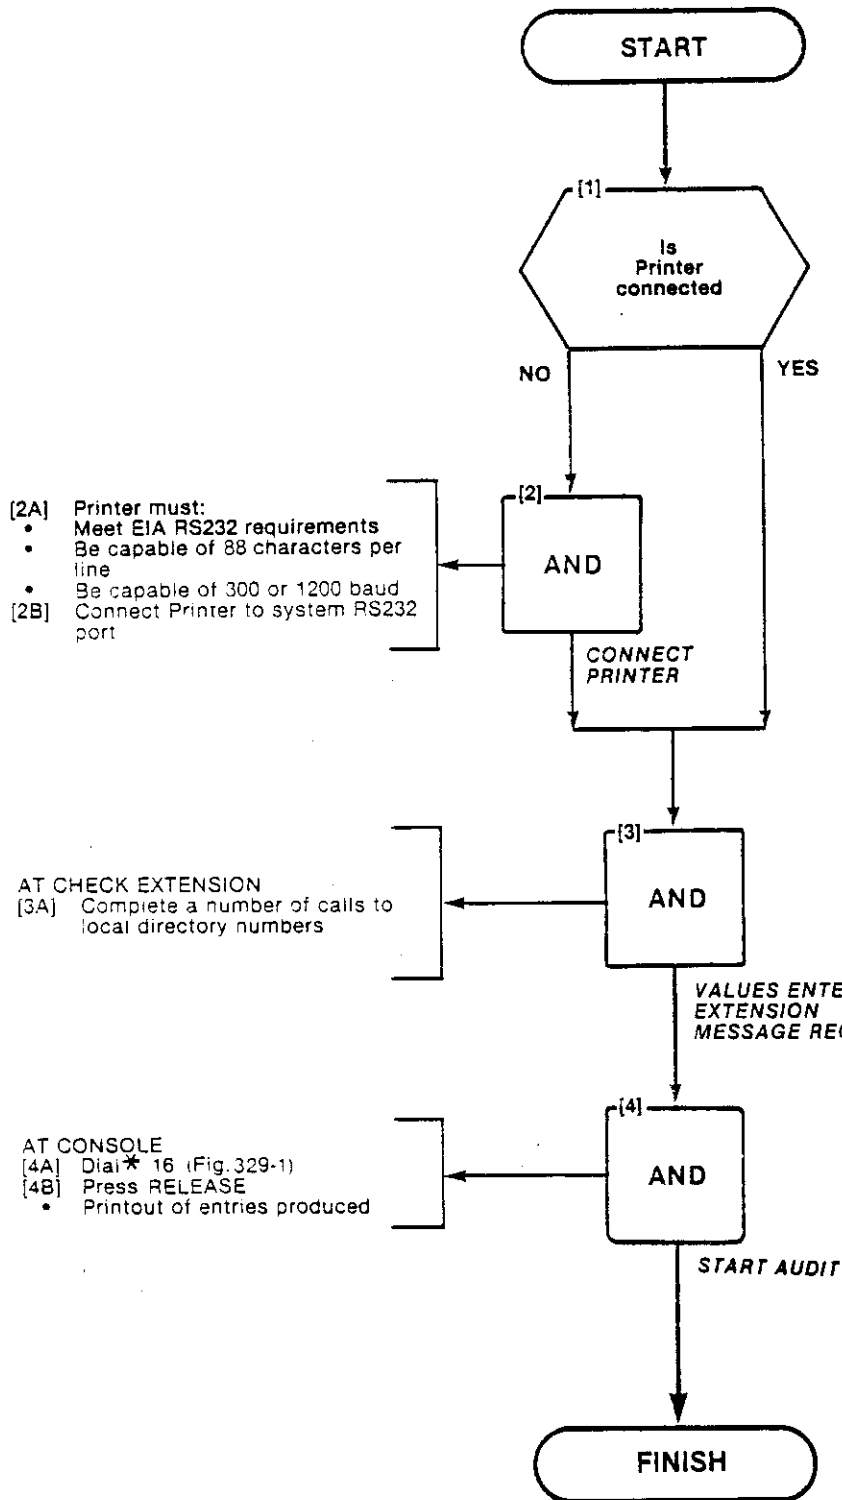 START
[1]
Is
Printer
connected
NO
YES
[2]
AND
[2A] Printer must:
• Meet EIA RS232 requirements
• Be capable of 88 characters per
line
• Be capable of 300 or 1200 baud
[2B] Connect Printer to system RS232
port
CONNECT
PRINTER
[3]
AND
AT CHECK EXTENSION
[3A] Complete a number of calls to
local directory numbers
VALUES ENTE
EXTENSION
MESSAGE REG
[4]
AND
AT CONSOLE
[4A] Dial * 16 (Fig. 329-1)
[4B] Press RELEASE
• Printout of entries produced
START AUDIT
FINISH